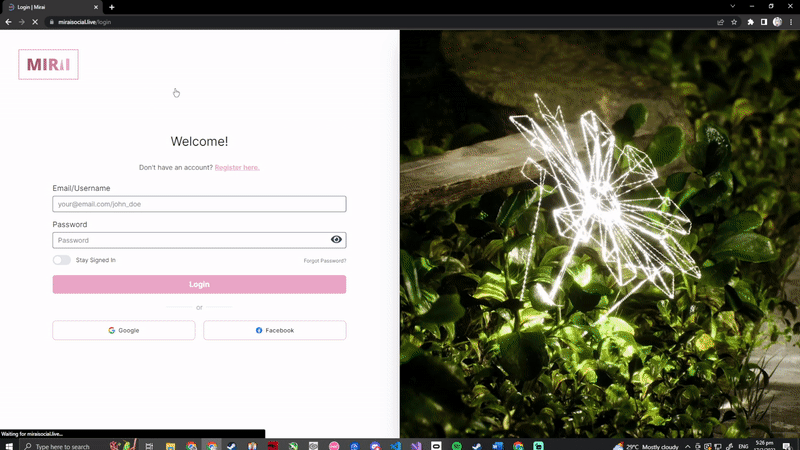 Login | Mirai
miraisocial.live/login
MIRAI
Welcome!
Don't have an account? Register here.
Email/Username
your@email.com/john_doe
Password
Password
Stay Signed In
Forgot Password?
Login
or
Google
Facebook
Waiting for miraisocial.live...
Type here to search
29°C Mostly cloudy
ENG
5:26 pm